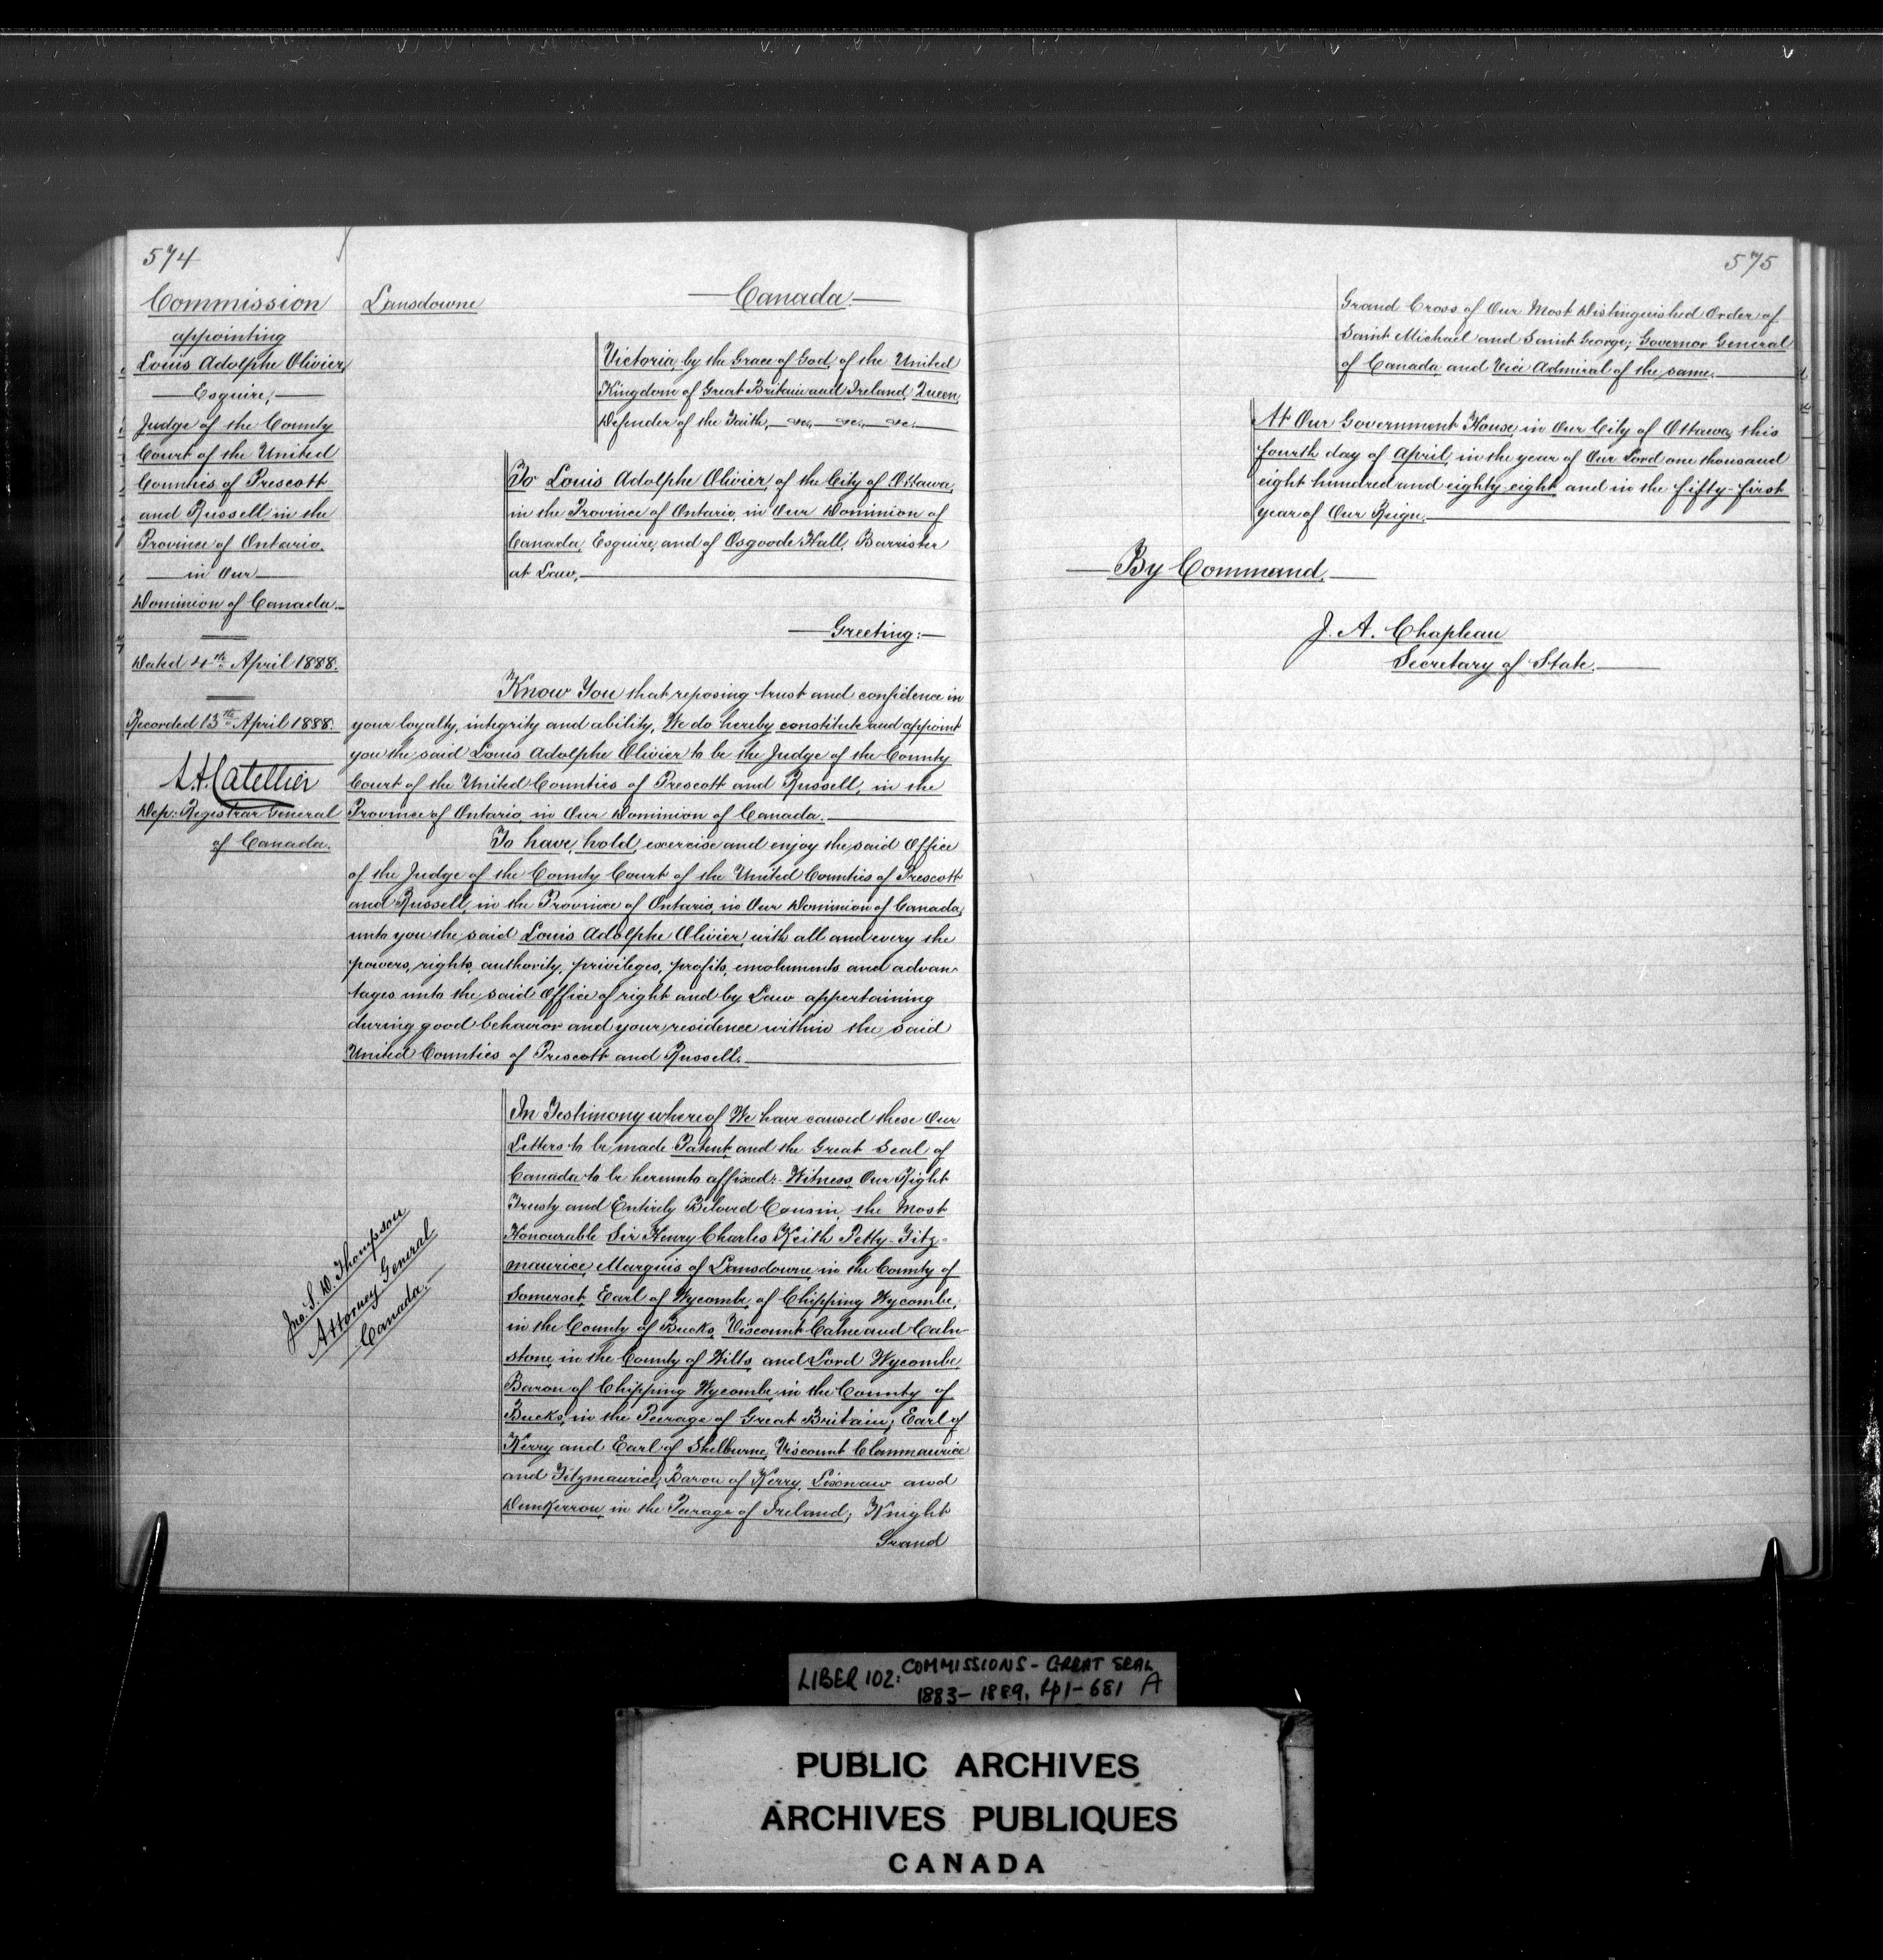 574
Commission
appointing
Louis Adolphe Olivier,
Esquire,
Judge of the County
Court of the United
Counties of Prescott
and Russell in the
Province of Ontario,
in Our
Dominion of Canada.
Dated 4th April 1888.
Recorded 13th April 1888.
L.A. Catellier
Dep: Registrar General
of Canada.
Lansdowne
Canada.
Victoria, by the Grace of God, of the United
Kingdom of Great Britain and Ireland, Queen,
Defender of the Faith, &c., &c., &c.
To Louis Adolphe Olivier, of the City of Ottawa,
in the Province of Ontario, in Our Dominion of
Canada, Esquire, and of Osgoode Hall, Barrister
at Law,
Greeting:
Know You that reposing trust and confidence in
your loyalty, integrity and ability, We do hereby constitute and appoint
you the said Louis Adolphe Olivier to be the Judge of the County
Court of the United Counties of Prescott and Russell, in the
Province of Ontario, in Our Dominion of Canada.
To have, hold, exercise and enjoy the said Office
of the Judge of the County Court of the United Counties of Prescott
and Russell, in the Province of Ontario, in Our Dominion of Canada,
unto you the said Louis Adolphe Olivier, with all and every the
powers, rights, authority, privileges, profits, emoluments and advan-
tages unto the said Office of right and by Law appertaining
during good behavior and your residence within the said
United Counties of Prescott and Russell.
In Testimony whereof We have caused these Our
Letters to be made Patent, and the Great Seal of
Canada to be hereunto affixed:- Witness, Our Right
Trusty and Entirely Beloved Cousin, the Most
Honourable Sir Henry Charles Keith Petty-Fitz-
maurice, Marquis of Lansdowne, in the County of
Somerset, Earl of Wycombe, of Chipping Wycombe,
in the County of Bucks, Viscount Calne and Caln-
stone, in the County of Wilts, and Lord Wycombe,
Baron of Chipping Wycombe, in the County of
Bucks, in the Peerage of Great Britain; Earl of
Kerry and Earl of Shelburne, Viscount Clanmaurice
and Fitzmaurice, Baron of Kerry, Lixnaw and
Dunkerron, in the Peerage of Ireland; Knight
Grand
Jno. S. D. Thompson
Attorney General
Canada.
575
Grand Cross of Our Most Distinguished Order of
Saint Michael and Saint George; Governor General
of Canada, and Vice Admiral of the same.
At Our Government House, in Our City of Ottawa, this
fourth day of April, in the year of Our Lord one thousand
eight hundred and eighty eight, and in the fifty-first
year of Our Reign.
By Command,
J. A. Chapleau
Secretary of State.
LIBER 102: COMMISSIONS - GREAT SEAL
1883 - 1889, pp 1 - 681 A
PUBLIC ARCHIVES
ARCHIVES PUBLIQUES
CANADA